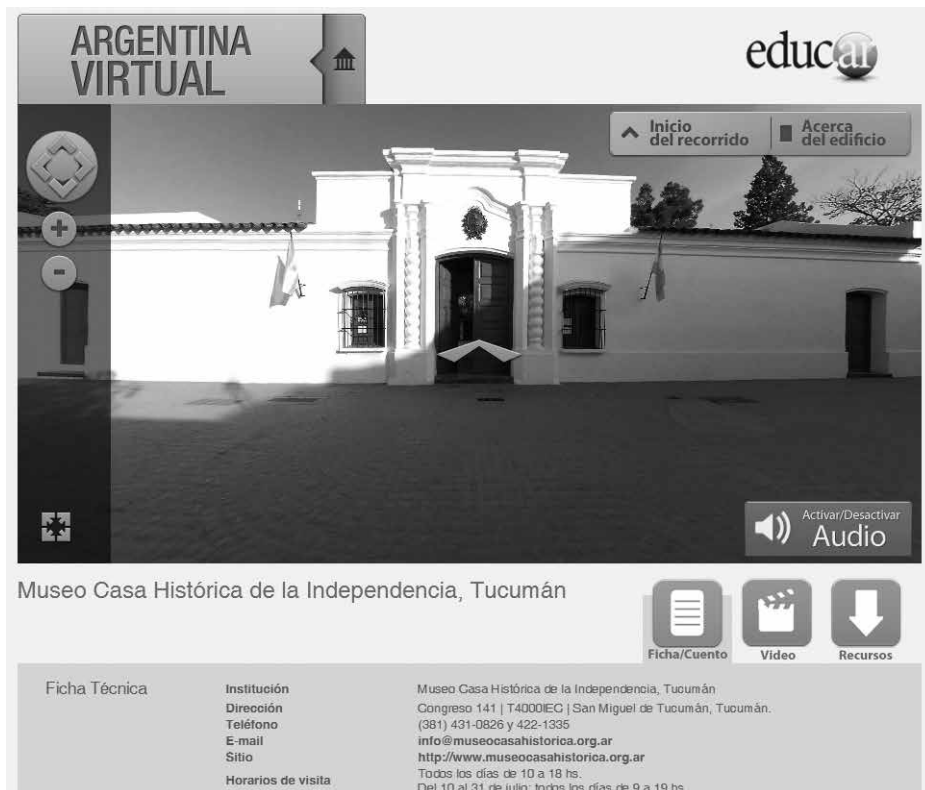 ARGENTINA
VIRTUAL
educar
Inicio
del recorrido
Acerca
del edificio
Activar/Desactivar
Audio
Museo Casa Histórica de la Independencia, Tucumán
Ficha/Cuento
Video
Recursos
Ficha Técnica
Institución Museo Casa Histórica de la Independencia, Tucumán
Dirección Congreso 141 | T4000IEC | San Miguel de Tucumán, Tucumán.
Teléfono (381) 431-0826 y 422-1335
E-mail info@museocasahistorica.org.ar
Sitio http://www.museocasahistorica.org.ar
Horarios de visita Todos los días de 10 a 18 hs.
Del 10 al 31 de julio: todos los días de 9 a 19 hs.